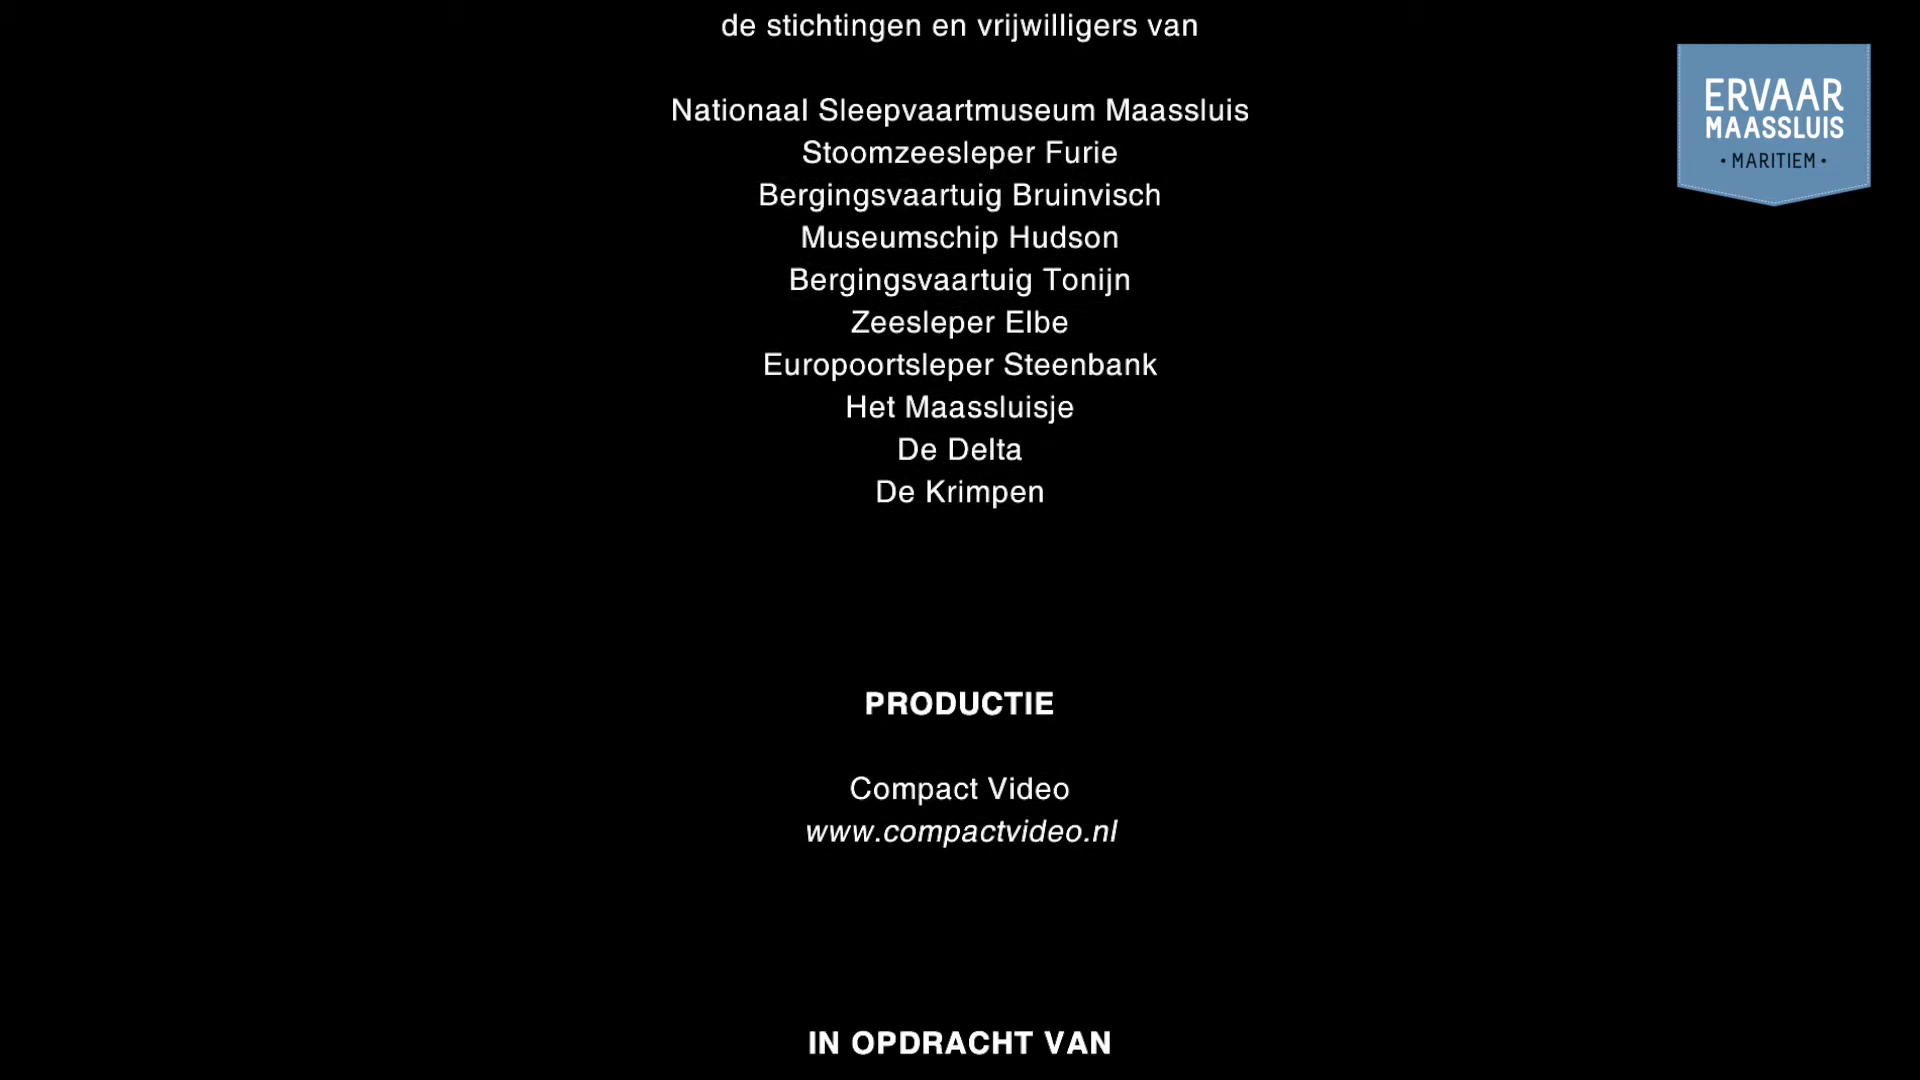 de stichtingen en vrijwilligers van
Nationaal Sleepvaartmuseum Maassluis
Stoomzeesleper Furie
Bergingsvaartuig Bruinvisch
Museumschip Hudson
Bergingsvaartuig Tonijn
Zeesleper Elbe
Europoortsleper Steenbank
Het Maassluisje
De Delta
De Krimpen
PRODUCTIE
Compact Video
www.compactvideo.nl
IN OPDRACHT VAN
ERVAAR
MAASSLUIS
• MARITIEM •